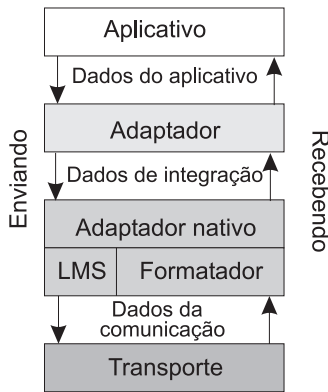 Aplicativo
Dados do aplicativo
Adaptador
Enviando
Recebendo
Dados de integração
Adaptador nativo
LMS
Formatador
Dados da
comunicação
Transporte